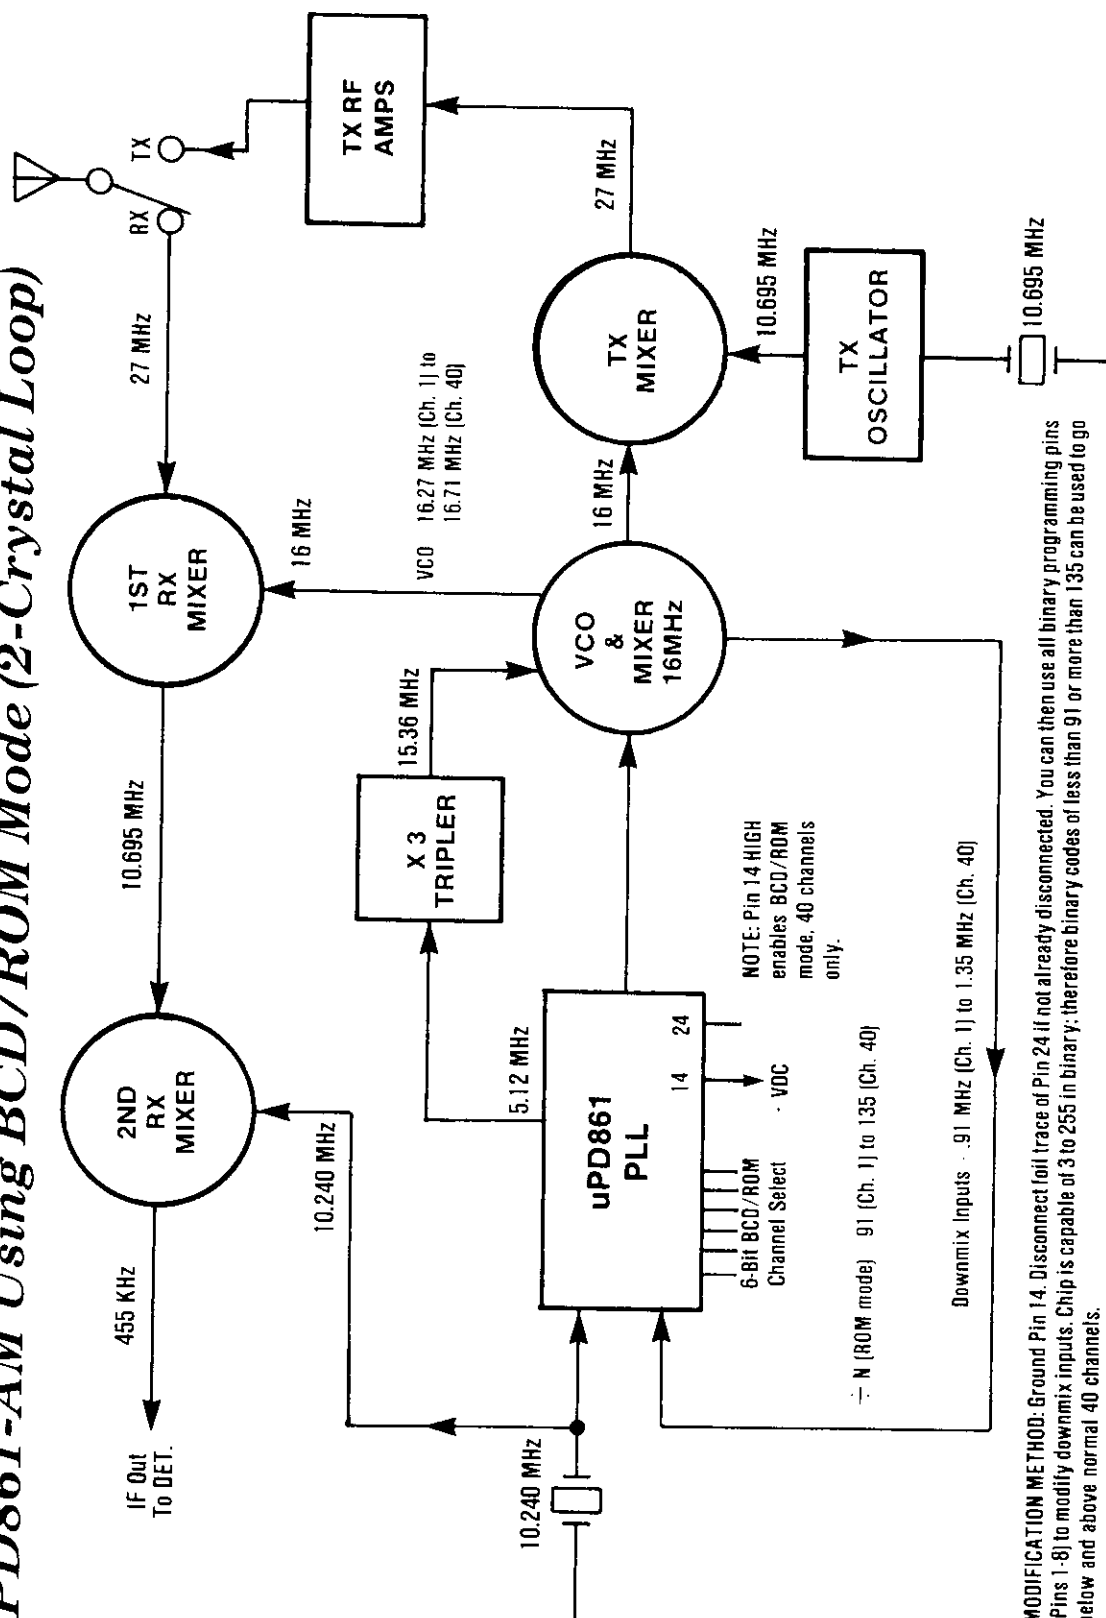 PD861-AM Using BCD/ROM Mode (2-Crystal Loop)
IF Out
To DET.
455 KHz
2ND
RX
MIXER
10.695 MHz
1ST
RX
MIXER
27 MHz
RX
TX
TX RF
AMPS
10.240 MHz
16 MHz
VCO 16.27 MHz (Ch. 1) to
16.71 MHz (Ch. 40)
27 MHz
5.12 MHz
X 3
TRIPLER
15.36 MHz
10.240 MHz
uPD861
PLL
14
24
VCO
&
MIXER
16MHz
16 MHz
TX
MIXER
10.695 MHz
TX
OSCILLATOR
10.695 MHz
6-Bit BCD/ROM
Channel Select
- VDC
NOTE: Pin 14 HIGH
enables BCD/ROM
mode, 40 channels
only.
÷ N (ROM mode) 91 (Ch. 1) to 135 (Ch. 40)
Downmix Inputs - .91 MHz (Ch. 1) to 1.35 MHz (Ch. 40)
MODIFICATION METHOD: Ground Pin 14. Disconnect foil trace of Pin 24 if not already disconnected. You can then use all binary programming pins
(Pins 1-8) to modify downmix inputs. Chip is capable of 3 to 255 in binary; therefore binary codes of less than 91 or more than 135 can be used to go
below and above normal 40 channels.